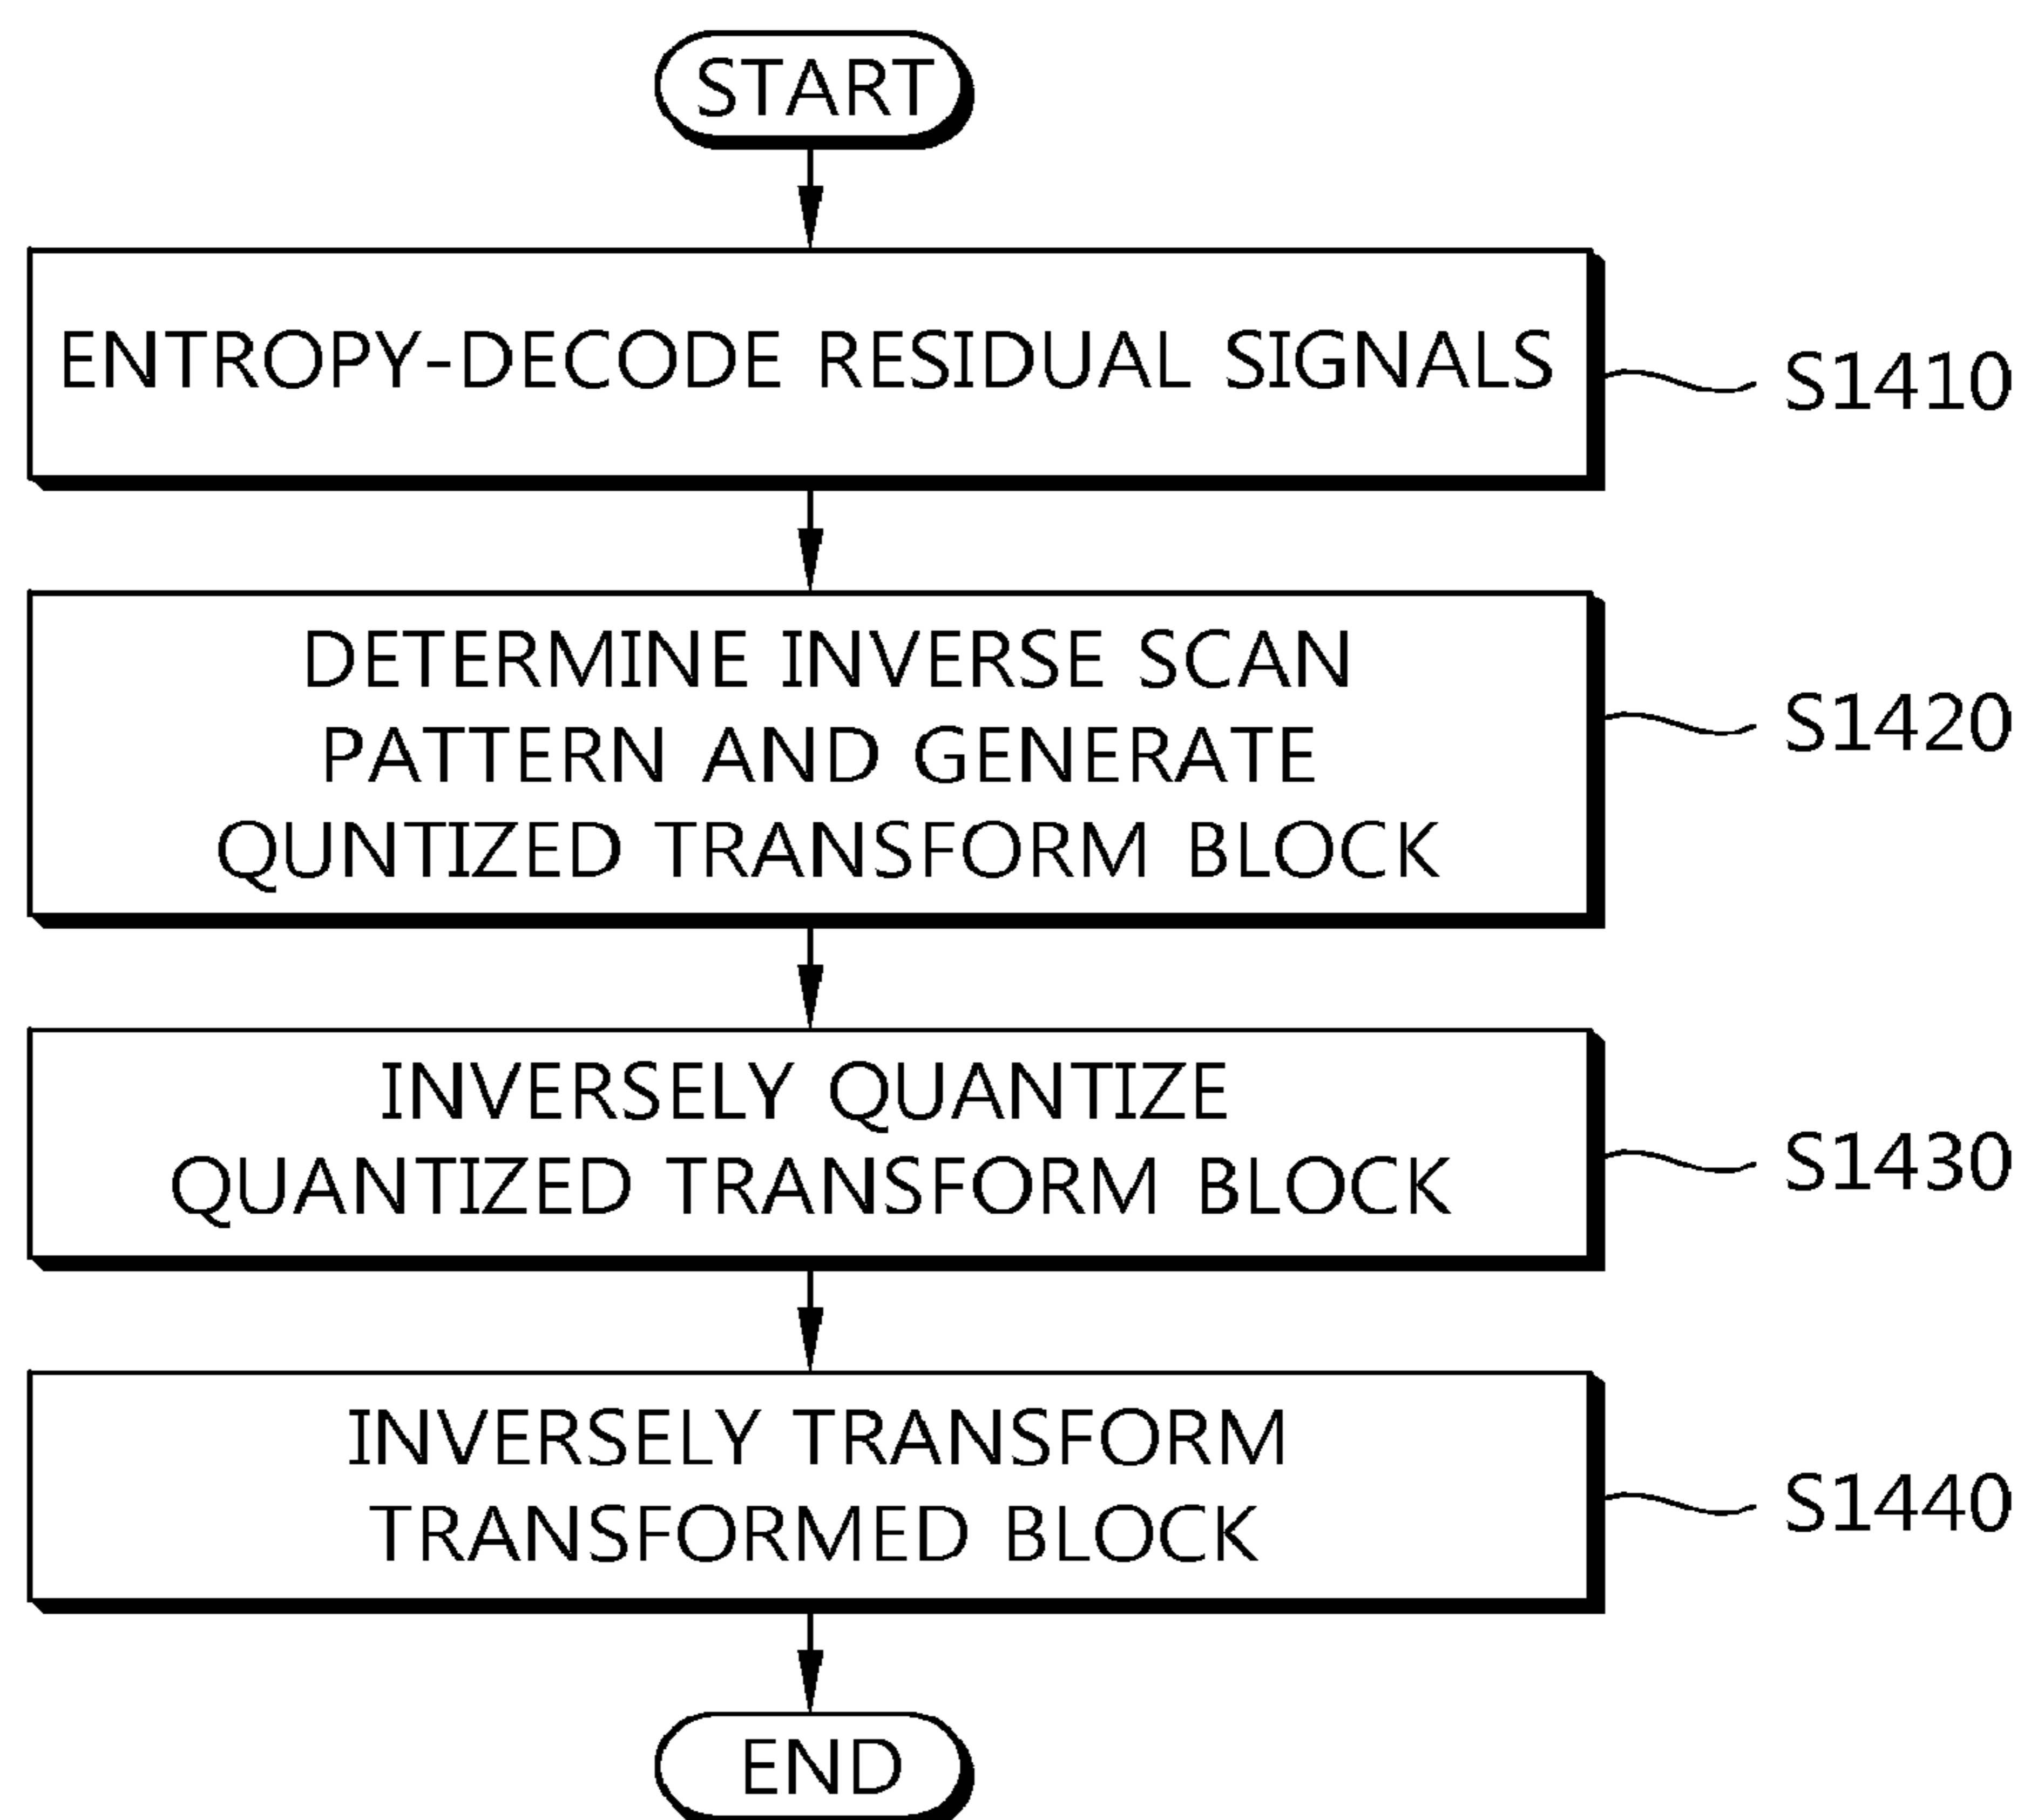 START
ENTROPY-DECODE RESIDUAL SIGNALS
S1410
DETERMINE INVERSE SCAN
PATTERN AND GENERATE
QUNTIZED TRANSFORM BLOCK
S1420
INVERSELY QUANTIZE
QUANTIZED TRANSFORM BLOCK
S1430
INVERSELY TRANSFORM
TRANSFORMED BLOCK
S1440
END